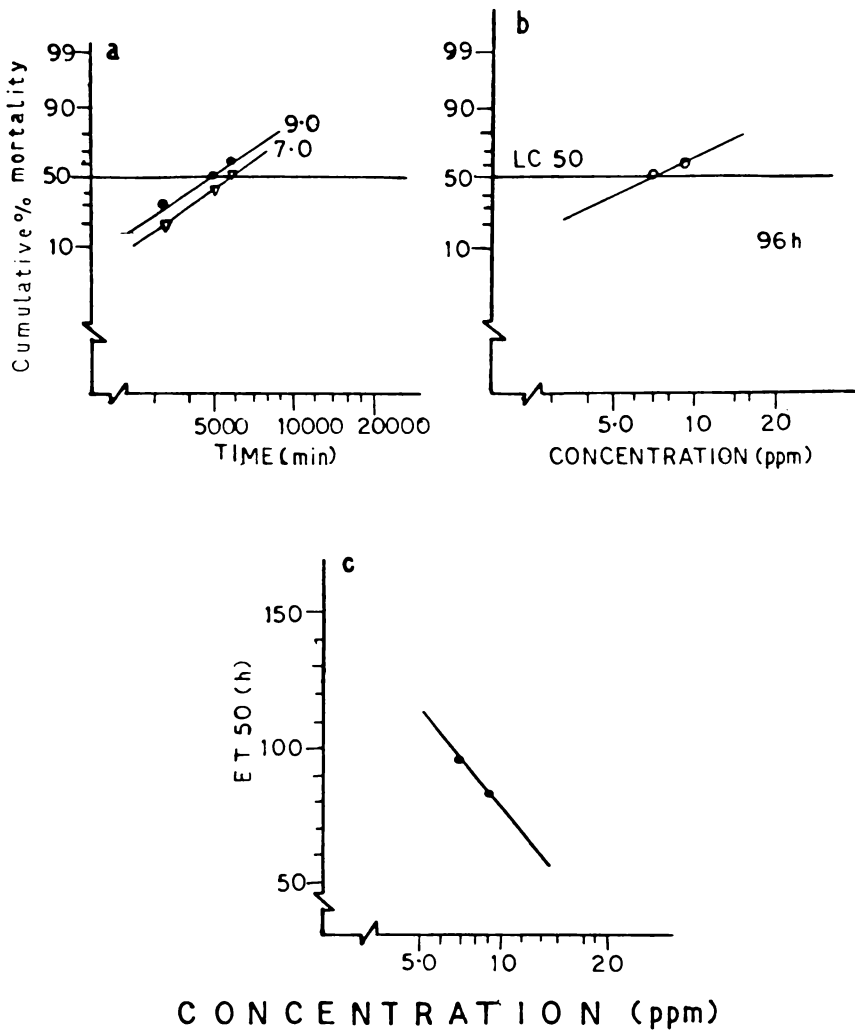 a
99
90
50
10
Cumulative % mortality
9·0
7·0
5000 10000 20000
TIME (min)
b
99
90
LC 50
50
10
96 h
5·0 10 20
CONCENTRATION (ppm)
c
150
100
50
ET 50 (h)
5·0 10 20
CONCENTRATION (ppm)